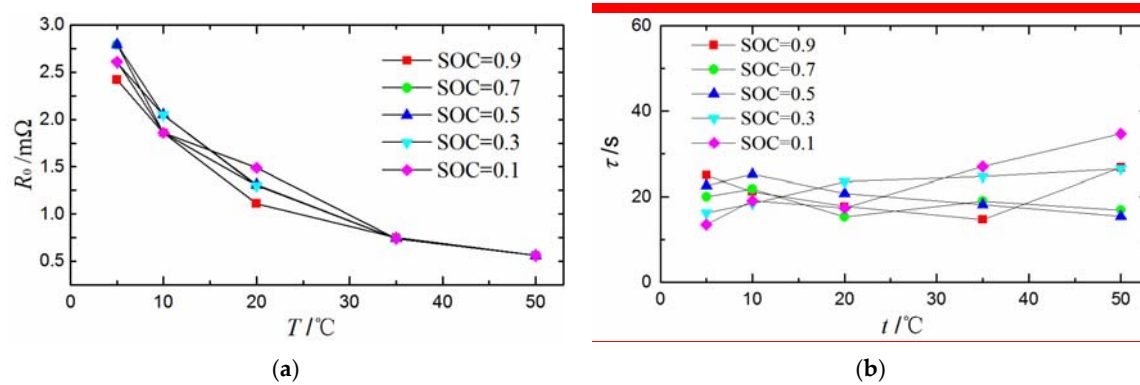 3.0
2.5
2.0
1.5
1.0
0.5
R₀ /mΩ
SOC=0.9
SOC=0.7
SOC=0.5
SOC=0.3
SOC=0.1
0 10 20 30 40 50
T /℃
(a)
60
40
20
0
τ /s
SOC=0.9
SOC=0.7
SOC=0.5
SOC=0.3
SOC=0.1
0 10 20 30 40 50
t /℃
(b)